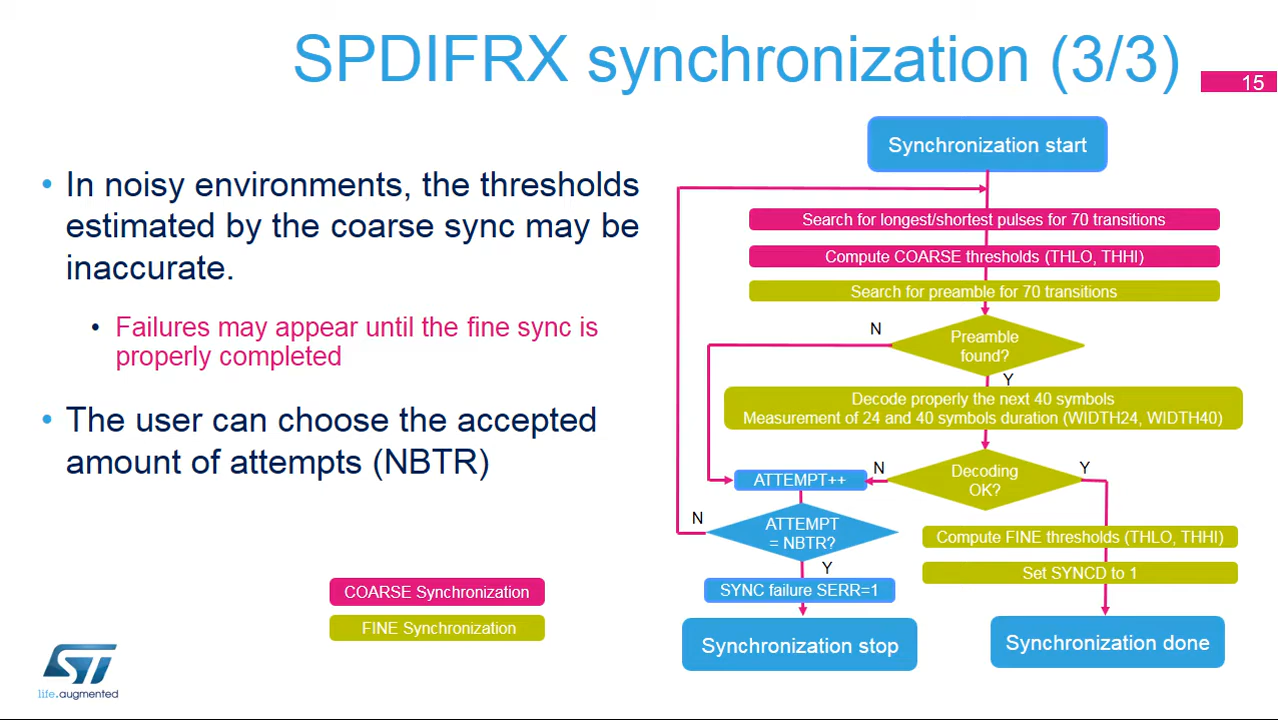 SPDIFRX synchronization (3/3)
15
• In noisy environments, the thresholds
estimated by the coarse sync may be
inaccurate.
• Failures may appear until the fine sync is
properly completed
• The user can choose the accepted
amount of attempts (NBTR)
Synchronization start
Search for longest/shortest pulses for 70 transitions
Compute COARSE thresholds (THLO, THHI)
Search for preamble for 70 transitions
N
Preamble
found?
Y
Decode properly the next 40 symbols
Measurement of 24 and 40 symbols duration (WIDTH24, WIDTH40)
N
Decoding
OK?
Y
ATTEMPT++
N
ATTEMPT
= NBTR?
Y
Compute FINE thresholds (THLO, THHI)
Set SYNCD to 1
SYNC failure SERR=1
Synchronization stop
Synchronization done
COARSE Synchronization
FINE Synchronization
ST
life.augmented